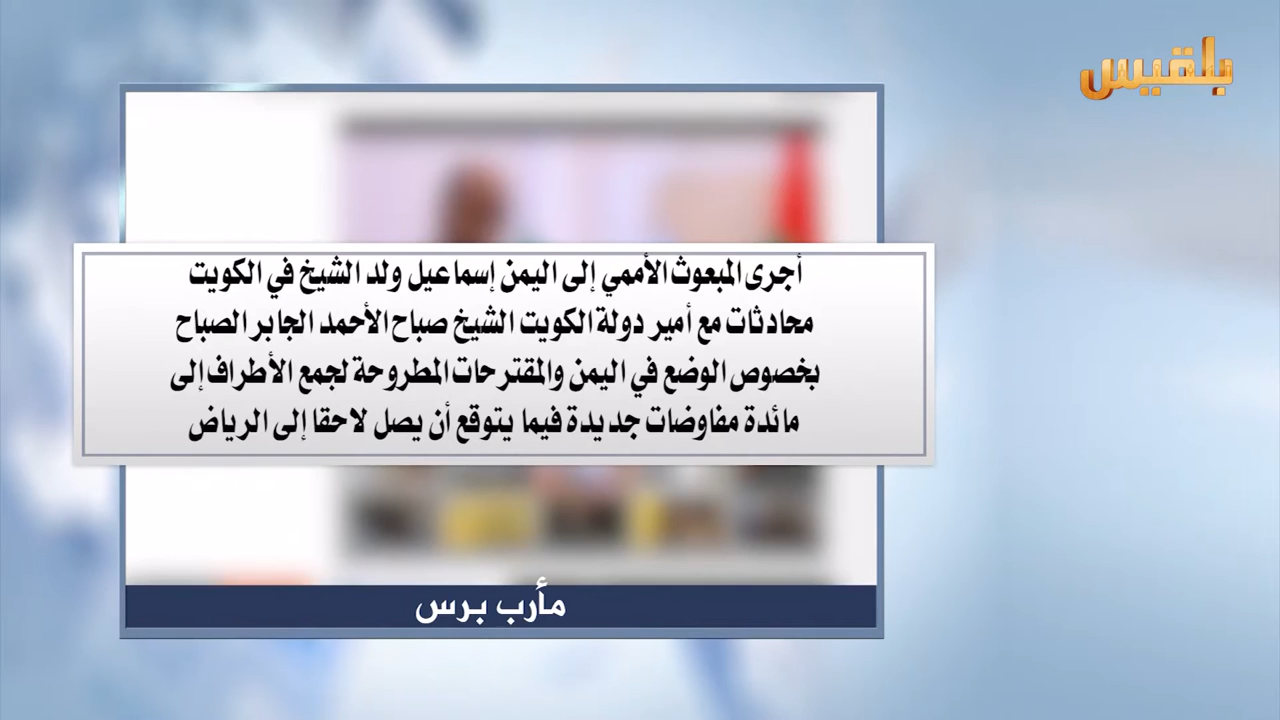 بلقيس
أجرى المبعوث الأممي إلى اليمن إسماعيل ولد الشيخ في الكويت
محادثات مع أمير دولة الكويت الشيخ صباح الأحمد الجابر الصباح
بخصوص الوضع في اليمن والمقترحات المطروحة لجمع الأطراف إلى
مائدة مفاوضات جديدة فيما يتوقع أن يصل لاحقا إلى الرياض
مأرب برس